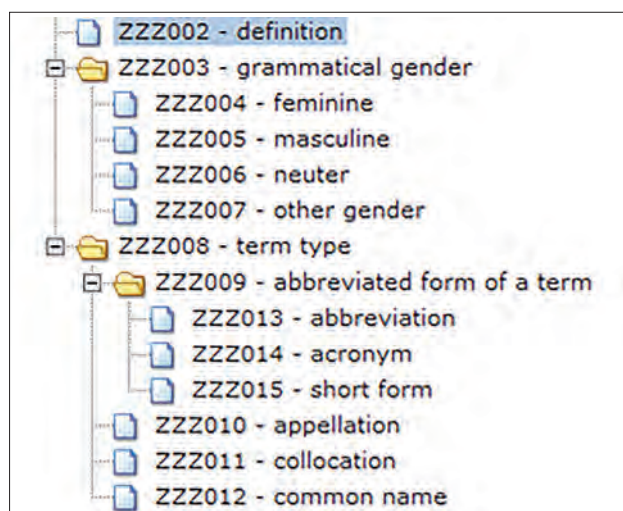 ZZZ002 - definition
ZZZ003 - grammatical gender
ZZZ004 - feminine
ZZZ005 - masculine
ZZZ006 - neuter
ZZZ007 - other gender
ZZZ008 - term type
ZZZ009 - abbreviated form of a term
ZZZ013 - abbreviation
ZZZ014 - acronym
ZZZ015 - short form
ZZZ010 - appellation
ZZZ011 - collocation
ZZZ012 - common name